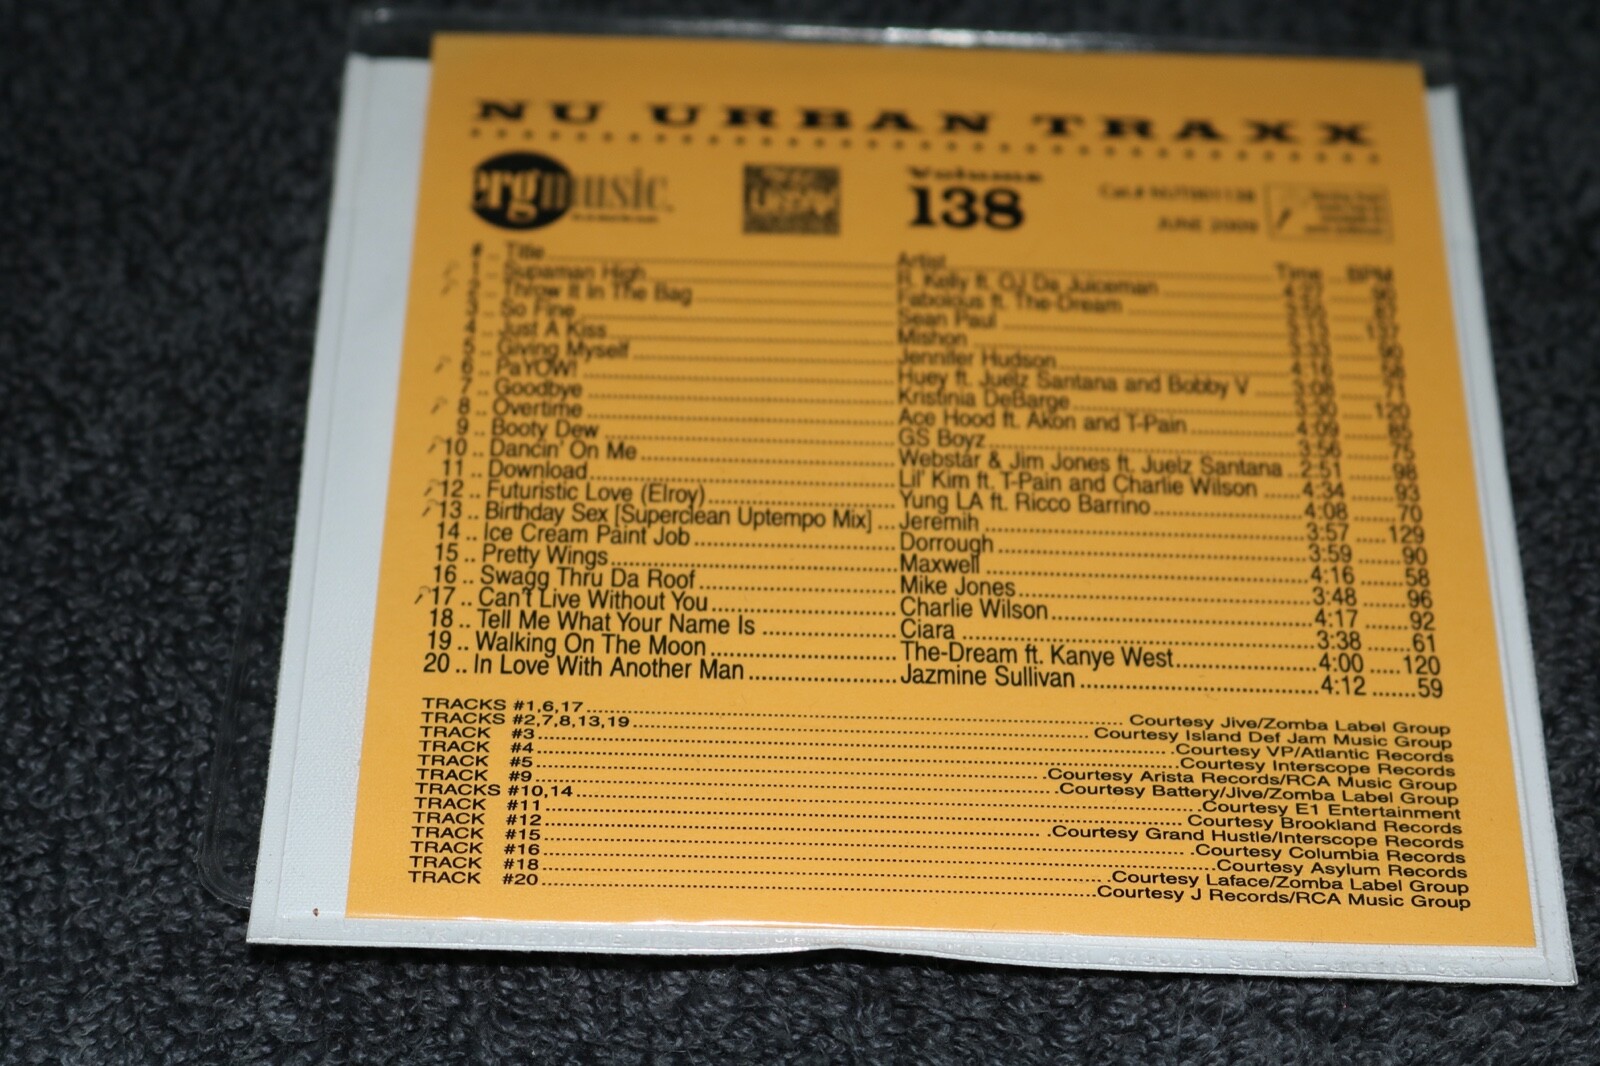 NU URBAN TRAXX
ergmusic
URBAN
Volume 138
Cat.# NUT001138
JUNE 2009
# .. Title Artist Time BPM
1 .. Supaman High R. Kelly ft. OJ Da Juiceman
2 .. Throw It In The Bag Fabolous ft. The-Dream
3 .. So Fine Sean Paul 107
4 .. Just A Kiss Mishon 90
5 .. Giving Myself Jennifer Hudson 4:16 58
6 .. PaYOW! Huey ft. Juelz Santana and Bobby V 3:08
7 .. Goodbye Kristinia DeBarge 3:30 120
8 .. Overtime Ace Hood ft. Akon and T-Pain 4:09 85
9 .. Booty Dew GS Boyz 3:56 75
10 .. Dancin' On Me Webstar & Jim Jones ft. Juelz Santana 2:51 98
11 .. Download Lil' Kim ft. T-Pain and Charlie Wilson 4:34 93
12 .. Futuristic Love (Elroy) Yung LA ft. Ricco Barrino 4:08 70
13 .. Birthday Sex [Superclean Uptempo Mix] Jeremih 3:57 129
14 .. Ice Cream Paint Job Dorrough 3:59 90
15 .. Pretty Wings Maxwell 4:16 58
16 .. Swagg Thru Da Roof Mike Jones 3:48 96
17 .. Can't Live Without You Charlie Wilson 4:17 92
18 .. Tell Me What Your Name Is Ciara 3:38 61
19 .. Walking On The Moon The-Dream ft. Kanye West 4:00 120
20 .. In Love With Another Man Jazmine Sullivan 4:12 59
TRACKS #1,6,17 Courtesy Jive/Zomba Label Group
TRACKS #2,7,8,13,19 Courtesy Island Def Jam Music Group
TRACK #3 Courtesy VP/Atlantic Records
TRACK #4 Courtesy Interscope Records
TRACK #5 Courtesy Arista Records/RCA Music Group
TRACK #9 Courtesy Battery/Jive/Zomba Label Group
TRACKS #10,14 Courtesy E1 Entertainment
TRACK #11 Courtesy Brookland Records
TRACK #12 Courtesy Grand Hustle/Interscope Records
TRACK #15 Courtesy Columbia Records
TRACK #16 Courtesy Asylum Records
TRACK #18 Courtesy Laface/Zomba Label Group
TRACK #20 Courtesy J Records/RCA Music Group